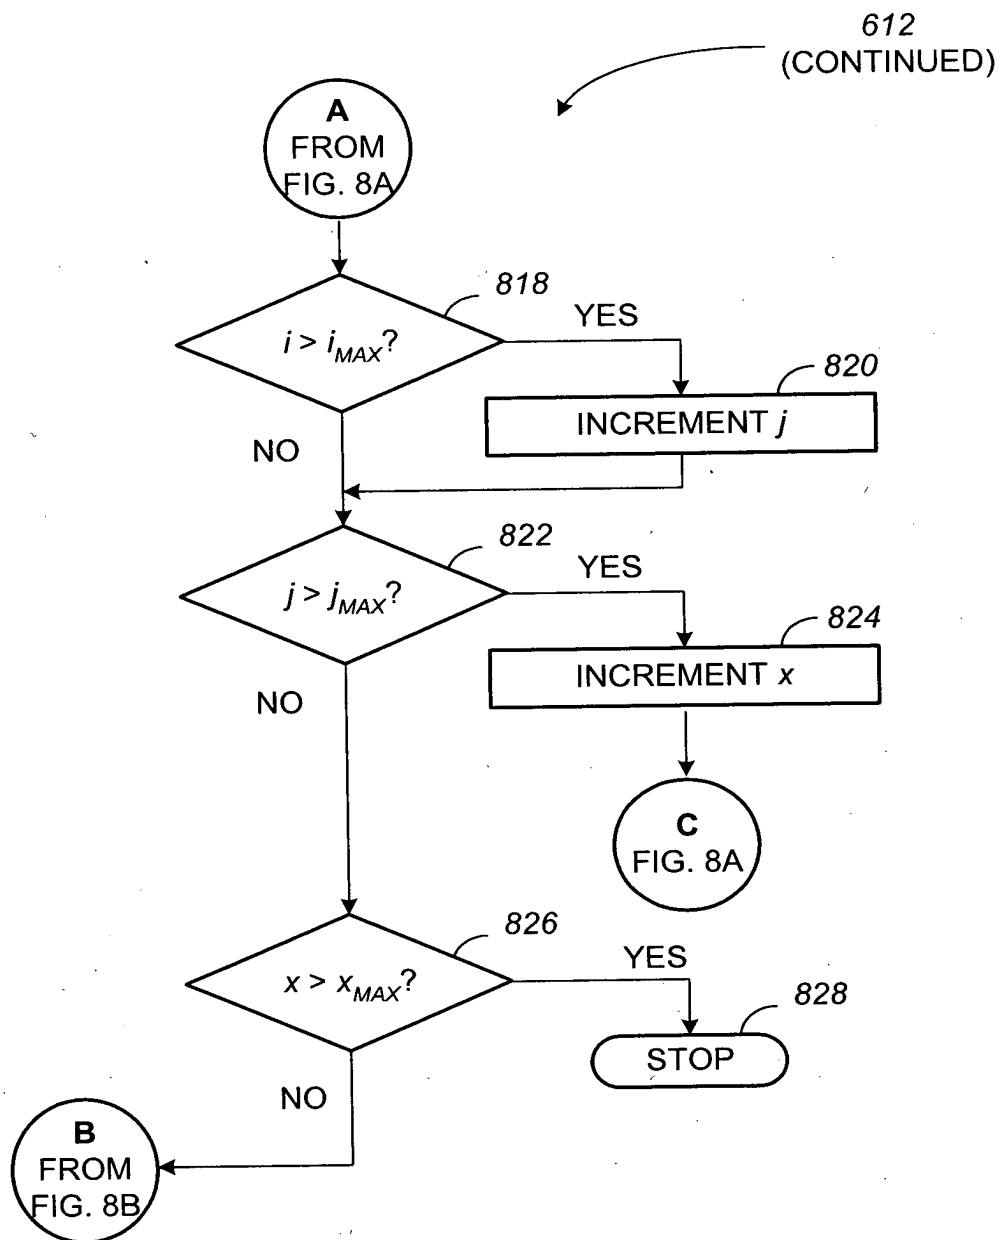 612
(CONTINUED)
A
FROM
FIG. 8A
818
i > iMAX?
YES
820
INCREMENT j
NO
822
j > jMAX?
YES
824
INCREMENT x
NO
C
FIG. 8A
826
x > xMAX?
YES
828
STOP
NO
B
FROM
FIG. 8B